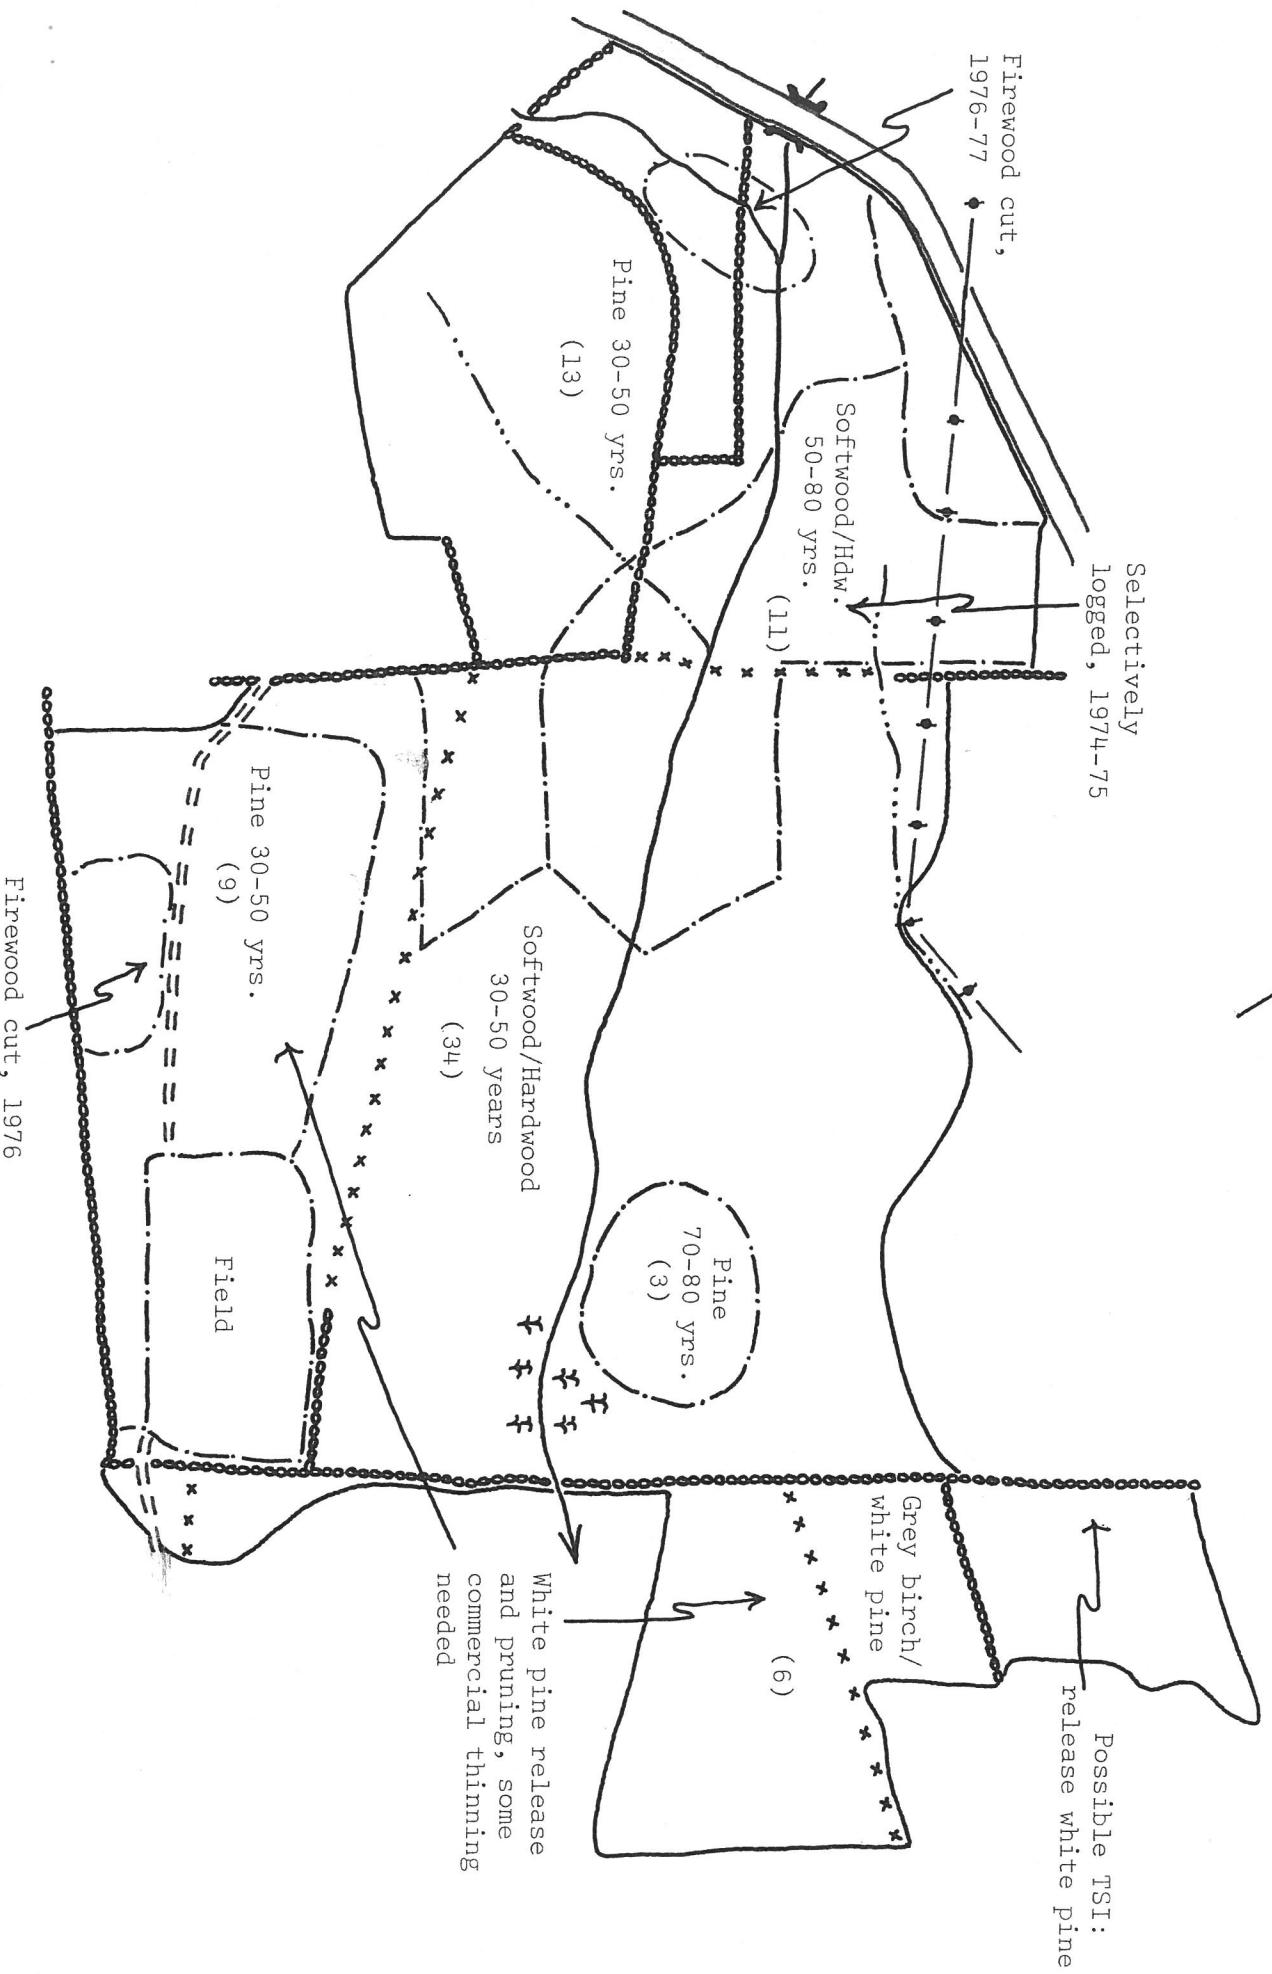 Firewood cut,
1976-77
Selectively
logged, 1974-75
Softwood/Hdw.
50-80 yrs.
(11)
Pine 30-50 yrs.
(13)
Possible TSI:
release white pine
Grey birch/
white pine
(6)
Pine
70-80 yrs.
(3)
Softwood/Hardwood
30-50 years
(34)
White pine release
and pruning, some
commercial thinning
needed
Pine 30-50 yrs.
(9)
Field
Firewood cut, 1976